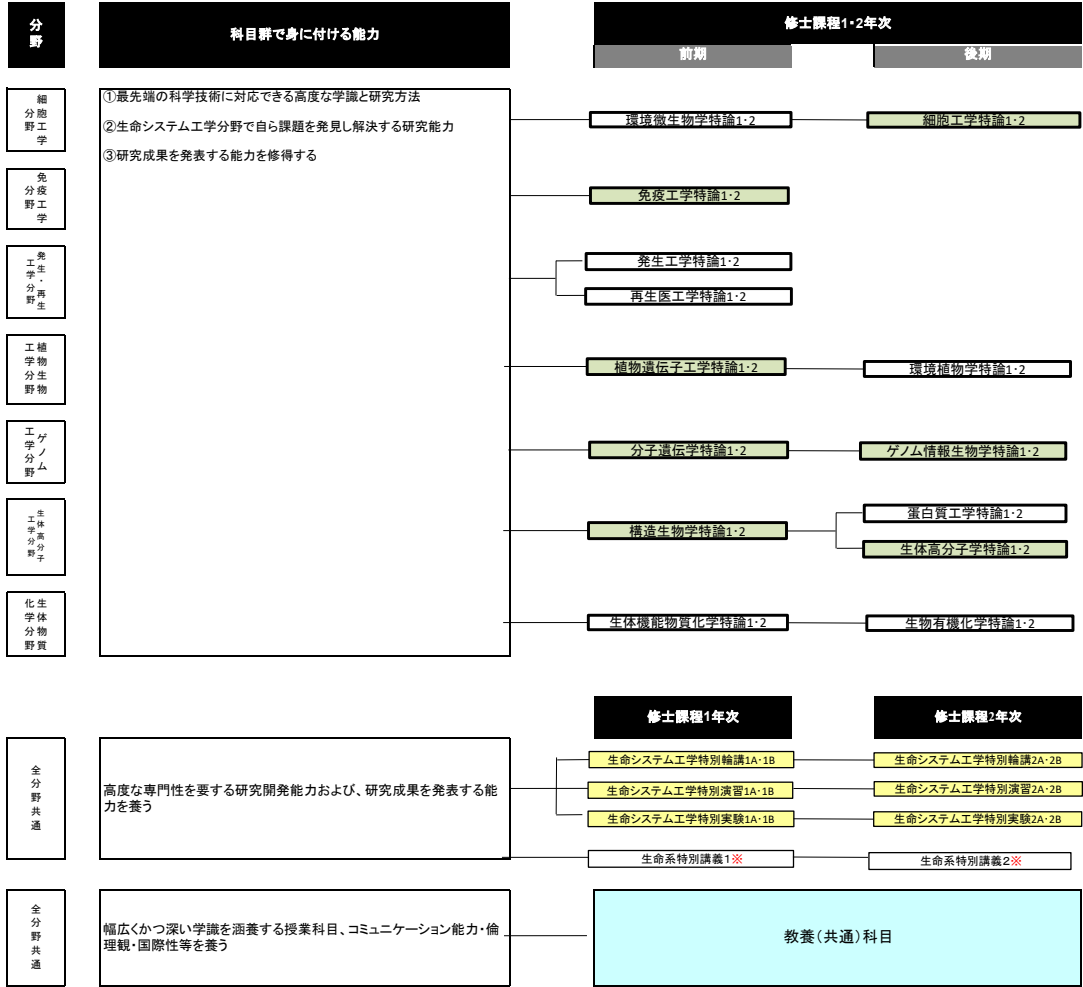 分野
科目群で身に付ける能力
修士課程1・2年次
前期
後期
細胞工学分野
①最先端の科学技術に対応できる高度な学識と研究方法
②生命システム工学分野で自ら課題を発見し解決する研究能力
③研究成果を発表する能力を修得する
環境微生物学特論1・2
細胞工学特論1・2
免疫工学分野
免疫工学特論1・2
発生・再生工学分野
発生工学特論1・2
再生医工学特論1・2
植物生物工学分野
植物遺伝子工学特論1・2
環境植物学特論1・2
ゲノム工学分野
分子遺伝学特論1・2
ゲノム情報生物学特論1・2
生体高分子工学分野
構造生物学特論1・2
蛋白質工学特論1・2
生体高分子学特論1・2
生体物質化学分野
生体機能物質化学特論1・2
生物有機化学特論1・2
修士課程1年次
修士課程2年次
全分野共通
高度な専門性を要する研究開発能力および、研究成果を発表する能
力を養う
生命システム工学特別輪講1A・1B
生命システム工学特別輪講2A・2B
生命システム工学特別演習1A・1B
生命システム工学特別演習2A・2B
生命システム工学特別実験1A・1B
生命システム工学特別実験2A・2B
生命系特別講義1※
生命系特別講義2※
全分野共通
幅広くかつ深い学識を涵養する授業科目、コミュニケーション能力・倫
理観・国際性等を養う
教養(共通)科目